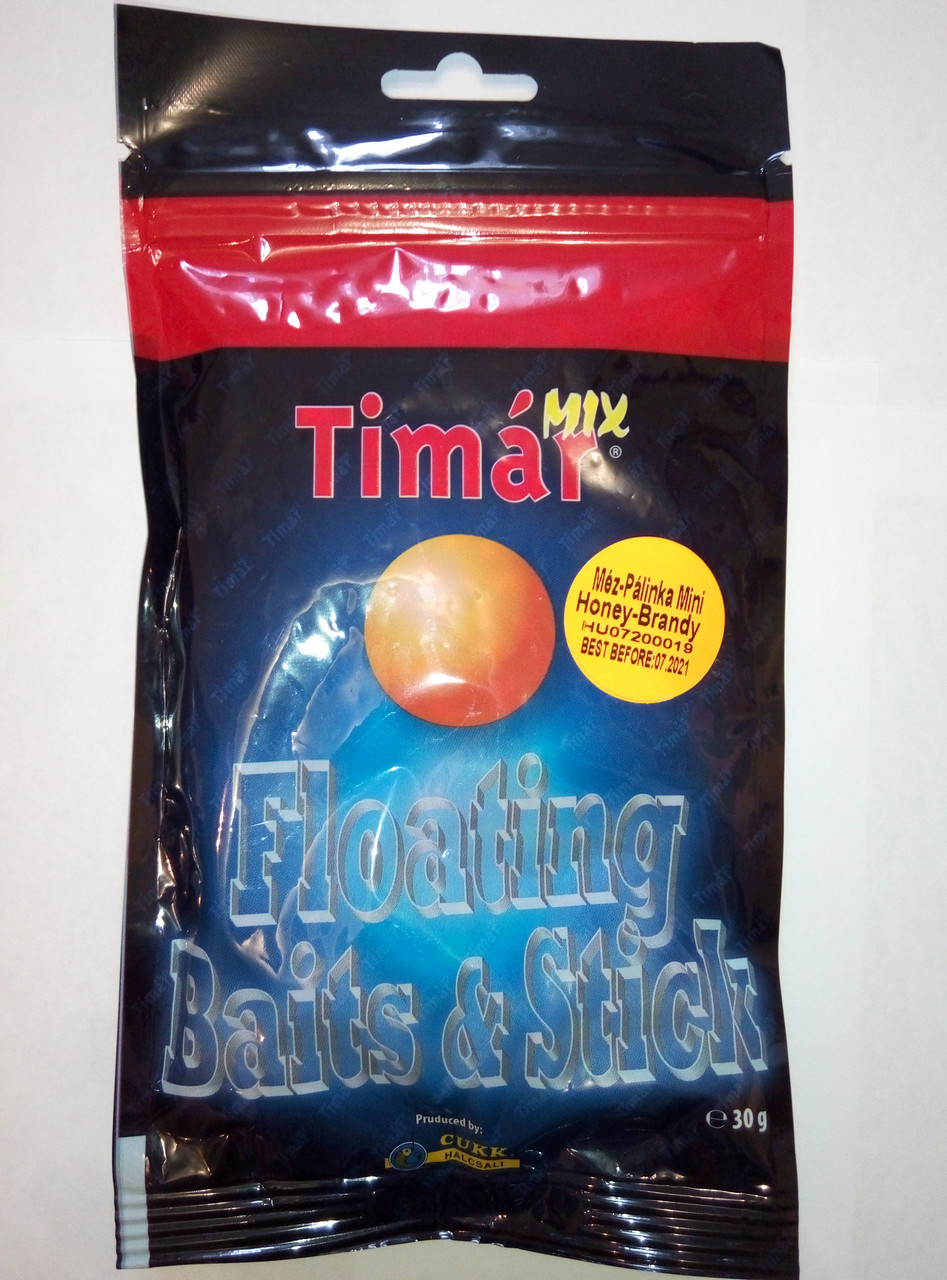 Timár MIX ®
Méz-Pálinka Mini
Honey-Brandy
HU07200019
BEST BEFORE:07.2021
Floating
Baits & Stick
℮ 30 g
Pruduced by:
CUKK
HALCSALI